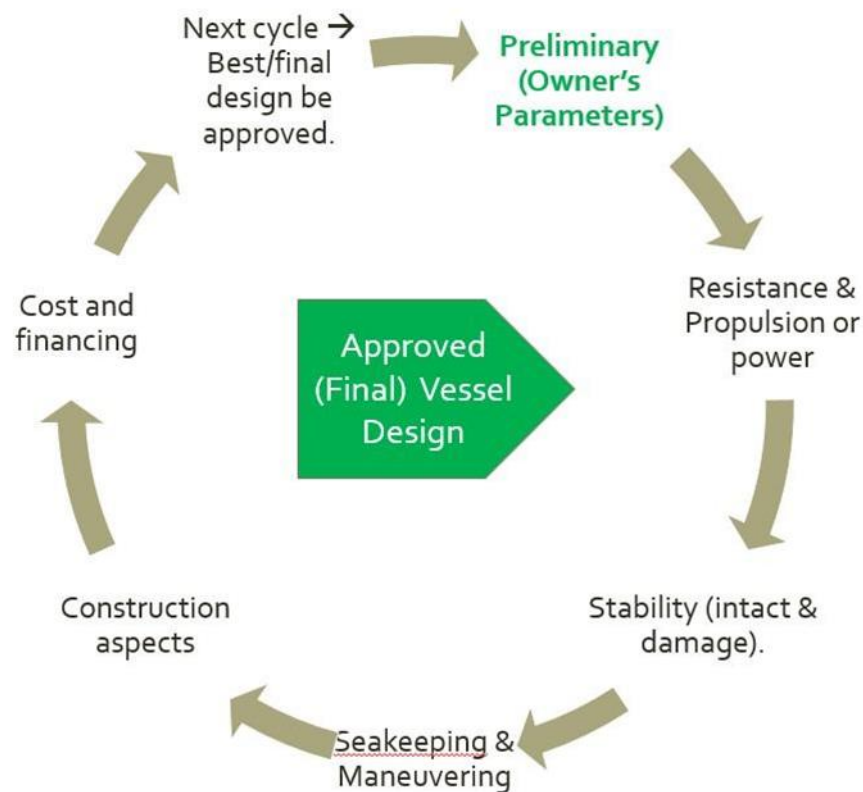 Next cycle →
Best/final
design be
approved.
Preliminary
(Owner's
Parameters)
Resistance &
Propulsion or
power
Stability (intact &
damage).
Seakeeping &
Maneuvering
Construction
aspects
Cost and
financing
Approved
(Final) Vessel
Design